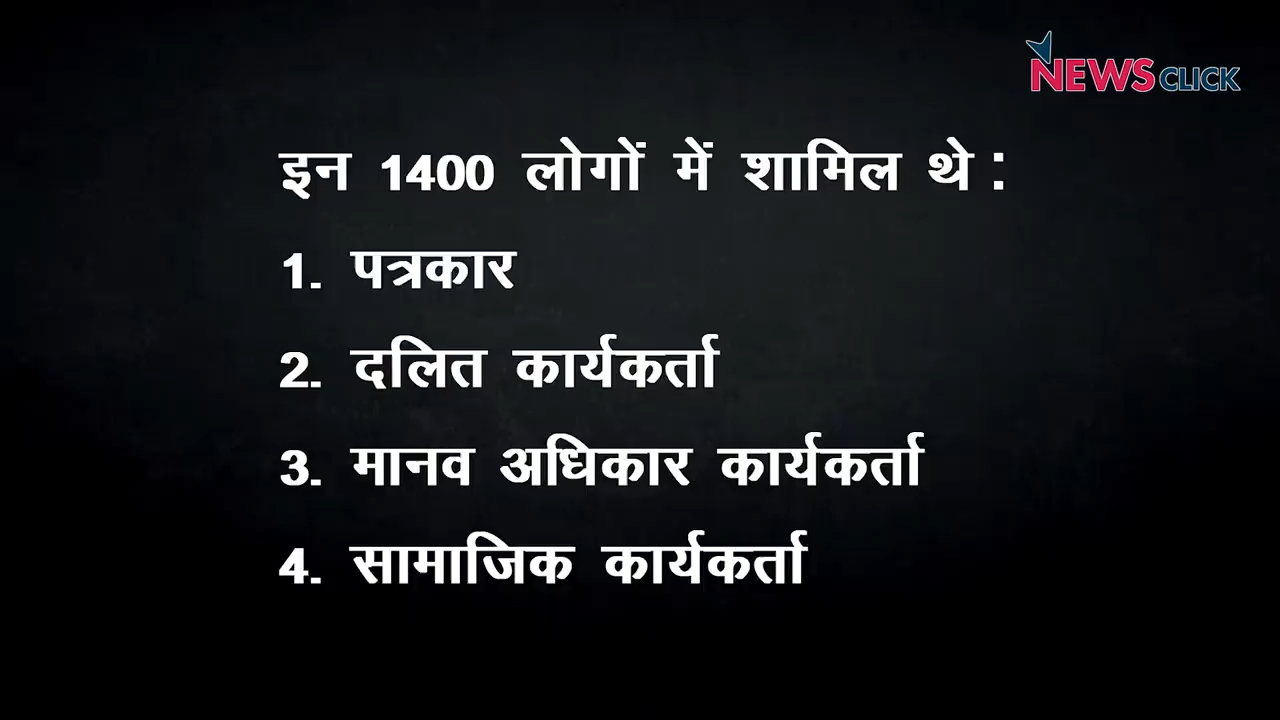 NEWSCLICK
इन 1400 लोगों में शामिल थे :
1. पत्रकार
2. दलित कार्यकर्ता
3. मानव अधिकार कार्यकर्ता
4. सामाजिक कार्यकर्ता